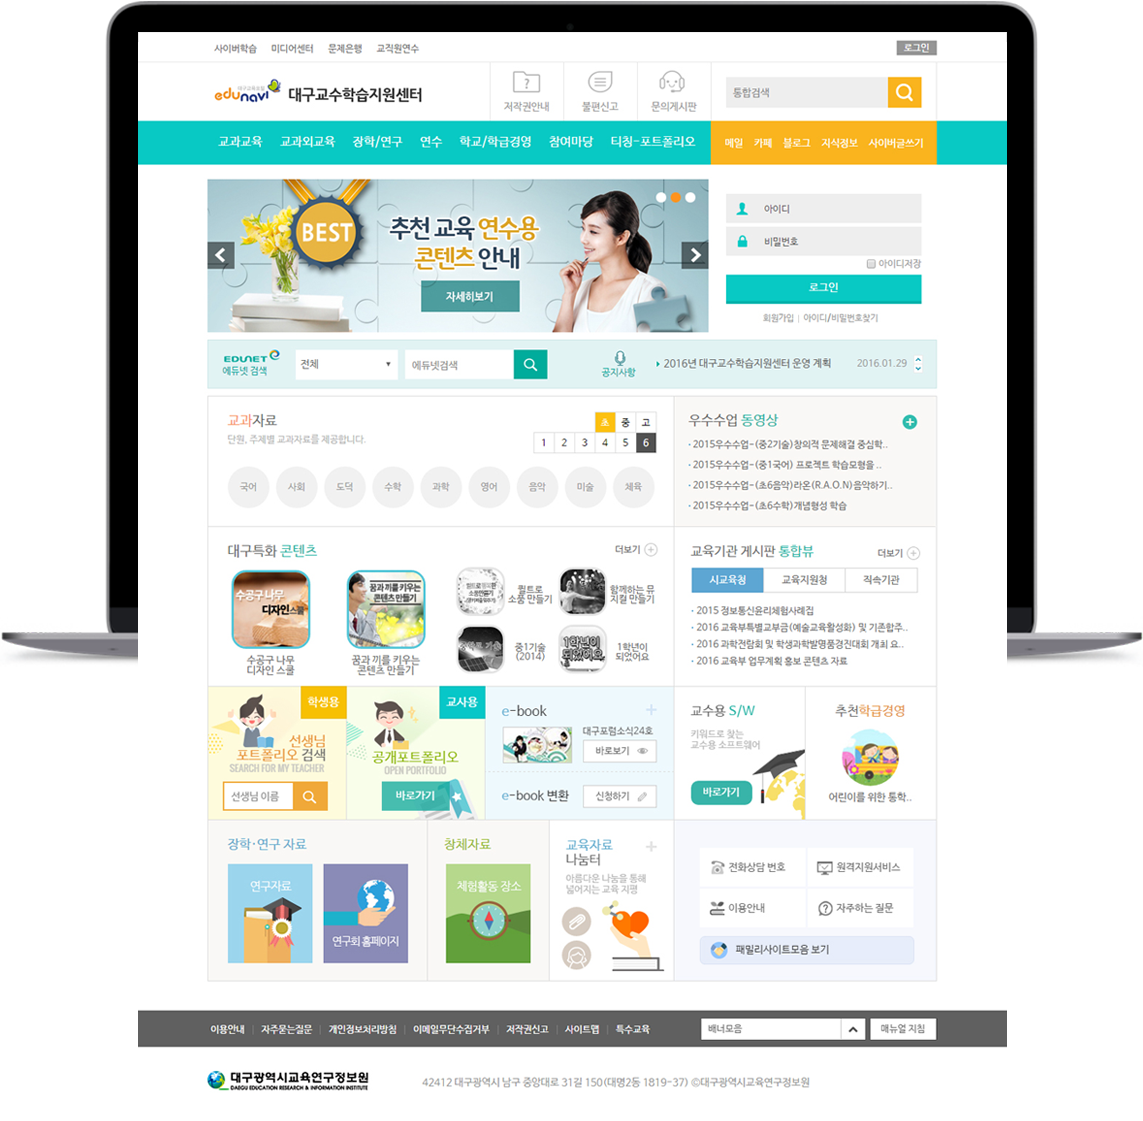 사이버학습 미디어센터 문제은행 교직원연수 로그인
edunavi 대구교수학습지원센터
저작권안내 불편신고 문의게시판
통합검색
교과교육 교과외교육 장학/연구 연수 학교/학급경영 참여마당 티칭-포트폴리오
메일 카페 블로그 지식정보 사이버글쓰기
BEST
추천 교육 연수용
콘텐츠 안내
자세히보기
아이디
비밀번호
아이디저장
로그인
회원가입 | 아이디/비밀번호찾기
EDUNET
에듀넷 검색
전체
에듀넷검색
공지사항
2016년 대구교수학습지원센터 운영 계획 2016.01.29
교과자료
단원, 주제별 교과자료를 제공합니다.
초 중 고
1 2 3 4 5 6
국어 사회 도덕 수학 과학 영어 음악 미술 체육
우수수업 동영상
· 2015우수수업-(중2기술)창의적 문제해결 중심학..
· 2015우수수업-(중1국어) 프로젝트 학습모형을 ..
· 2015우수수업-(초6음악)라온(R.A.O.N)음악하기..
· 2015우수수업-(초6수학)개념형성 학습
대구특화 콘텐츠
더보기
수공구 나무
디자인스쿨
수공구 나무
디자인 스쿨
꿈과 끼를 키우는
콘텐츠 만들기
꿈과 끼를 키우는
콘텐츠 만들기
퀼트로
소품 만들기
함께하는 뮤
지컬 만들기
중1기술
(2014)
1학년이
되었어요
1학년이
되었어요
교육기관 게시판 통합뷰
더보기
시교육청 교육지원청 직속기관
· 2015 정보통신윤리체험사례집
· 2016 교육부특별교부금(예술교육활성화) 및 기존합주..
· 2016 과학전람회 및 학생과학발명품경진대회 개최 요..
· 2016 교육부 업무계획 홍보 콘텐츠 자료
학생용
선생님
포트폴리오 검색
SEARCH FOR MY TEACHER
선생님 이름
교사용
공개포트폴리오
OPEN PORTFOLIO
바로가기
e-book
대구포럼소식24호
바로보기
e-book 변환
신청하기
교수용 S/W
키워드로 찾는
교수용 소프트웨어
바로가기
추천학급경영
어린이를 위한 통학..
장학·연구 자료
연구자료
연구회 홈페이지
창체자료
체험활동 장소
교육자료
나눔터
아름다운 나눔을 통해
넓어지는 교육 지평
전화상담 번호
원격지원서비스
이용안내
자주하는 질문
패밀리사이트모음 보기
이용안내 | 자주묻는질문 | 개인정보처리방침 | 이메일무단수집거부 | 저작권신고 | 사이트맵 | 특수교육
배너모음
매뉴얼 지침
대구광역시교육연구정보원
DAEGU EDUCATION RESEARCH & INFORMATION INSTITUTE
42412 대구광역시 남구 중앙대로 31길 150(대명2동 1819-37) ©대구광역시교육연구정보원